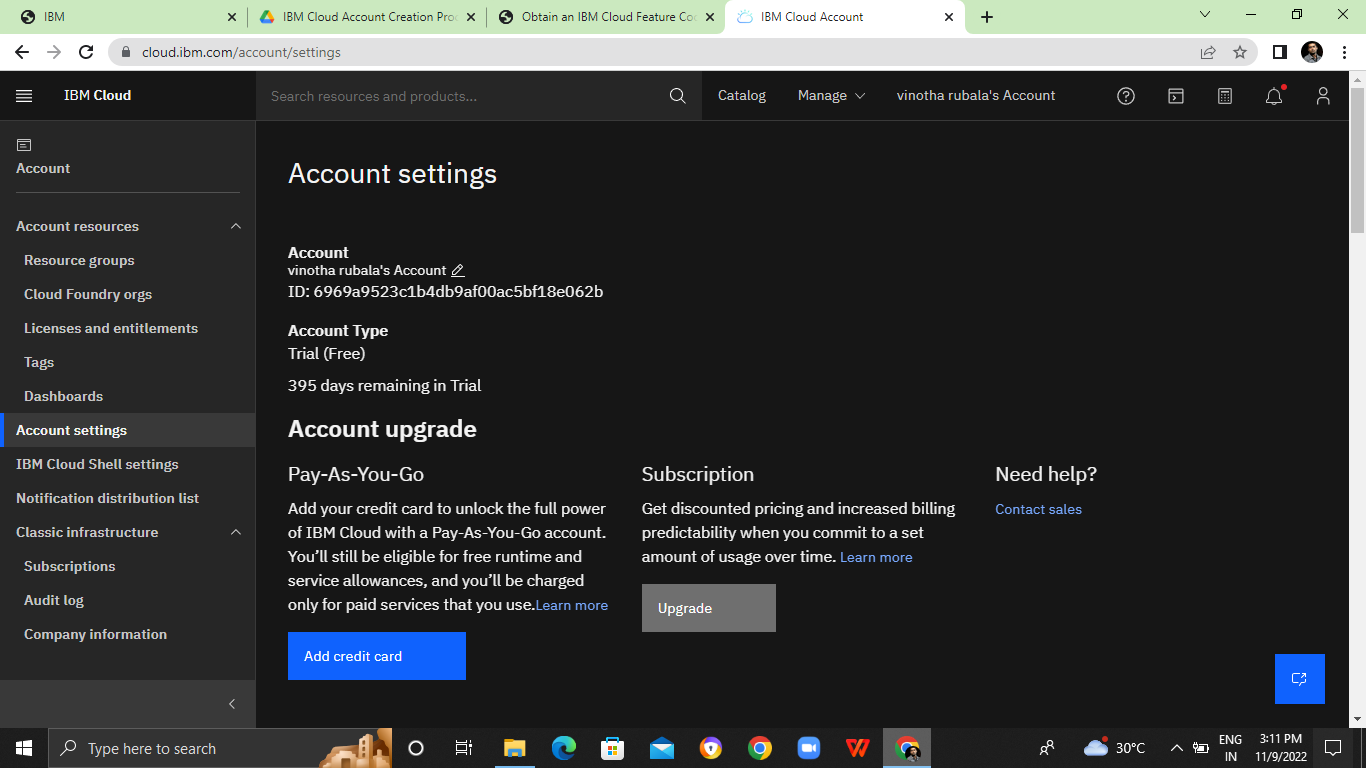 IBM
IBM Cloud Account Creation Pro
Obtain an IBM Cloud Feature Co
IBM Cloud Account
cloud.ibm.com/account/settings
IBM Cloud
Search resources and products...
Catalog
Manage
vinotha rubala's Account
Account
Account resources
Resource groups
Cloud Foundry orgs
Licenses and entitlements
Tags
Dashboards
Account settings
IBM Cloud Shell settings
Notification distribution list
Classic infrastructure
Subscriptions
Audit log
Company information
Account settings
Account
vinotha rubala's Account
ID: 6969a9523c1b4db9af00ac5bf18e062b
Account Type
Trial (Free)
395 days remaining in Trial
Account upgrade
Pay-As-You-Go
Add your credit card to unlock the full power
of IBM Cloud with a Pay-As-You-Go account.
You’ll still be eligible for free runtime and
service allowances, and you’ll be charged
only for paid services that you use.Learn more
Add credit card
Subscription
Get discounted pricing and increased billing
predictability when you commit to a set
amount of usage over time. Learn more
Upgrade
Need help?
Contact sales
Type here to search
30°C
ENG
IN
3:11 PM
11/9/2022